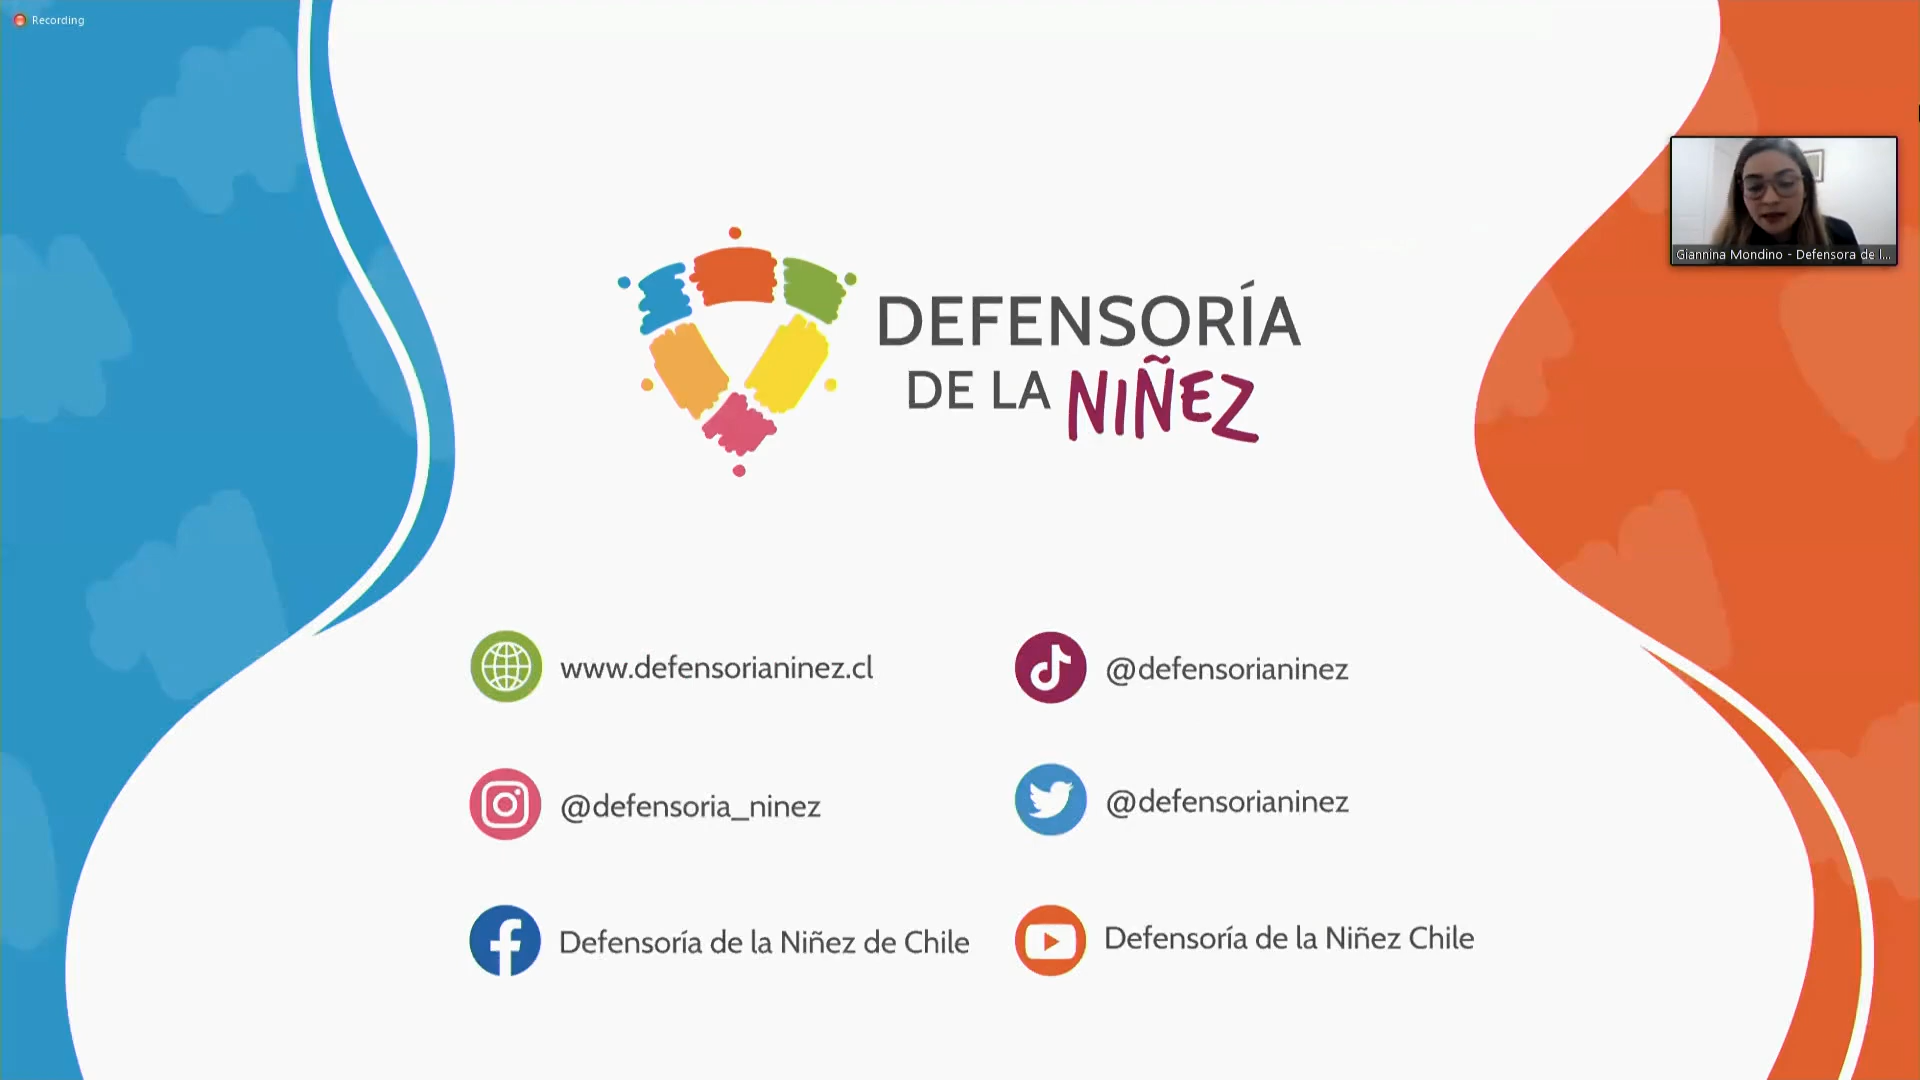 Recording
Giannina Mondino - Defensora de l...
DEFENSORÍA
DE LA NIÑEZ
www.defensorianinez.cl
@defensorianinez
@defensoria_ninez
@defensorianinez
Defensoría de la Niñez de Chile
Defensoría de la Niñez Chile